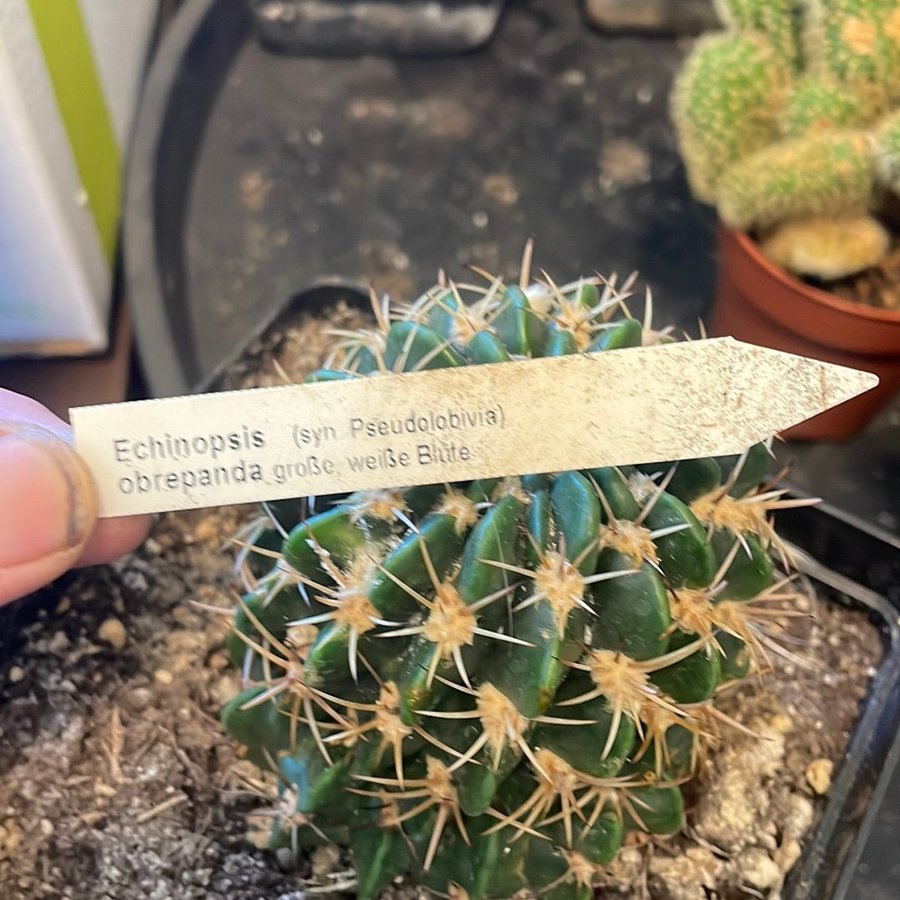 Echinopsis (syn Pseudolobivia)
obrepanda große, weiße Blüte